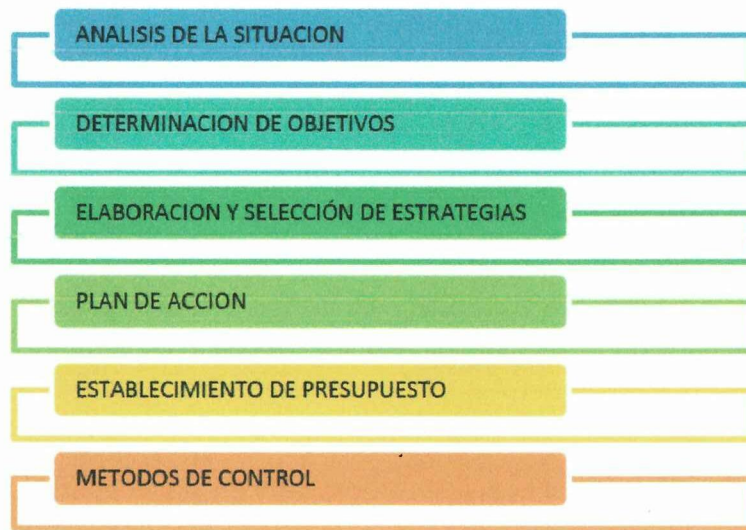 ANALISIS DE LA SITUACION
DETERMINACION DE OBJETIVOS
ELABORACION Y SELECCIÓN DE ESTRATEGIAS
PLAN DE ACCION
ESTABLECIMIENTO DE PRESUPUESTO
METODOS DE CONTROL